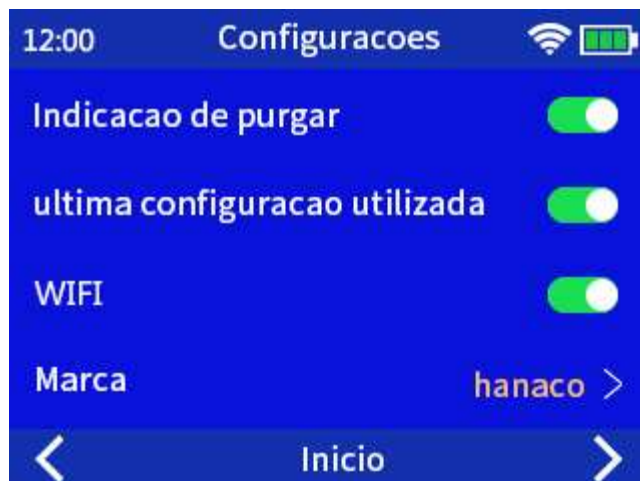 12:00 Configuracoes
Indicacao de purgar
ultima configuracao utilizada
WIFI
Marca hanaco >
< Inicio >